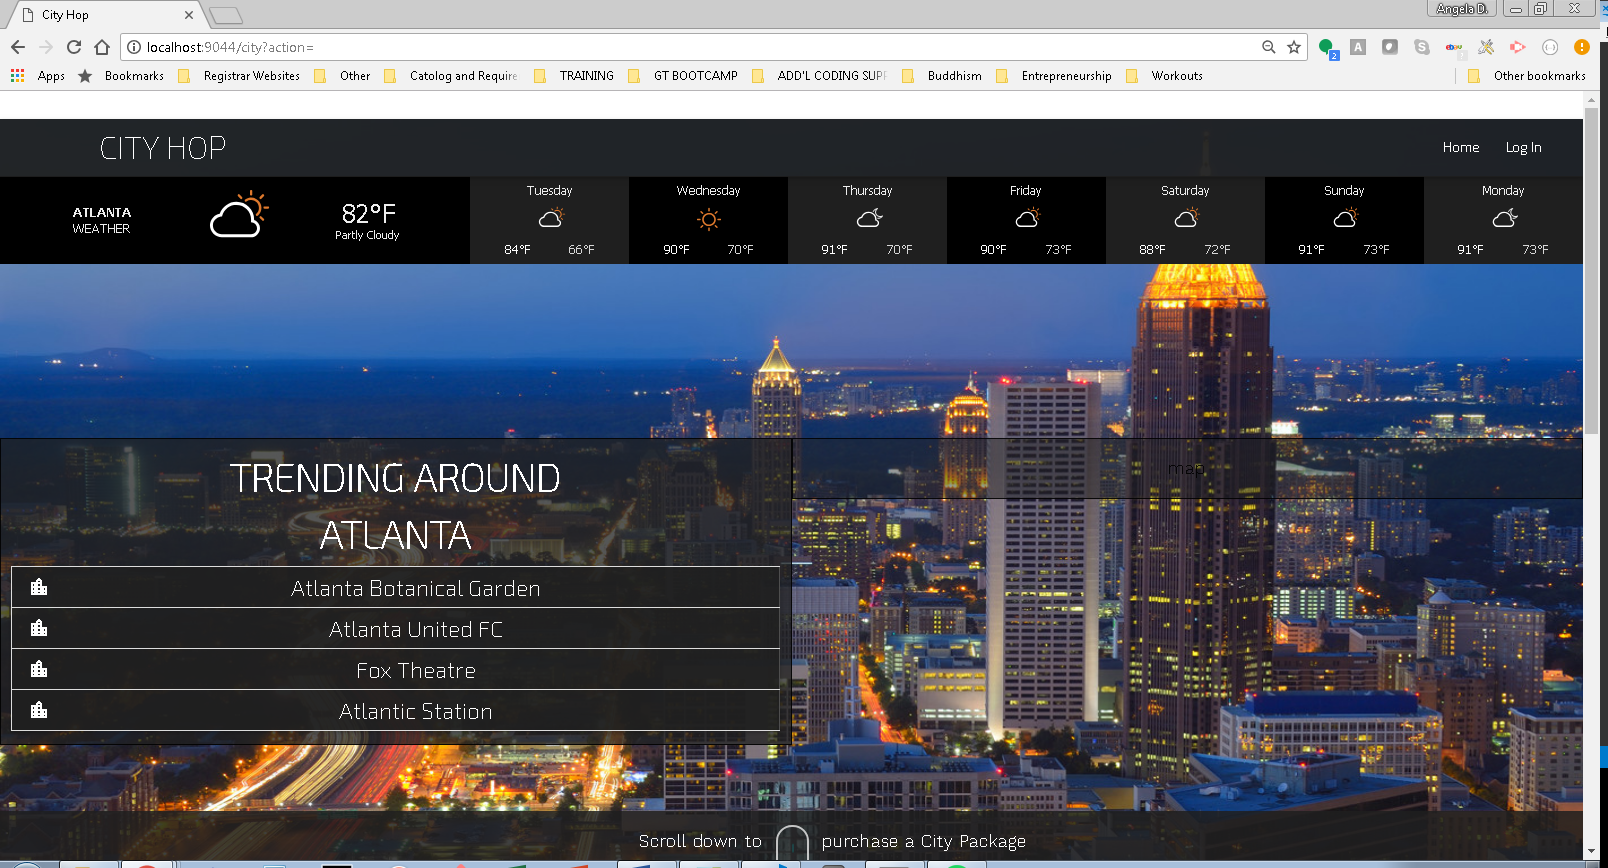 City Hop
Angela D.
localhost:9044/city?action=
Apps Bookmarks Registrar Websites Other Catolog and Require TRAINING GT BOOTCAMP ADD'L CODING SUPP Buddhism Entrepreneurship Workouts Other bookmarks
CITY HOP
Home Log In
ATLANTA
WEATHER
82°F
Partly Cloudy
Tuesday
84°F 66°F
Wednesday
90°F 70°F
Thursday
91°F 70°F
Friday
90°F 73°F
Saturday
88°F 72°F
Sunday
91°F 73°F
Monday
91°F 73°F
TRENDING AROUND
ATLANTA
map
Atlanta Botanical Garden
Atlanta United FC
Fox Theatre
Atlantic Station
Scroll down to purchase a City Package